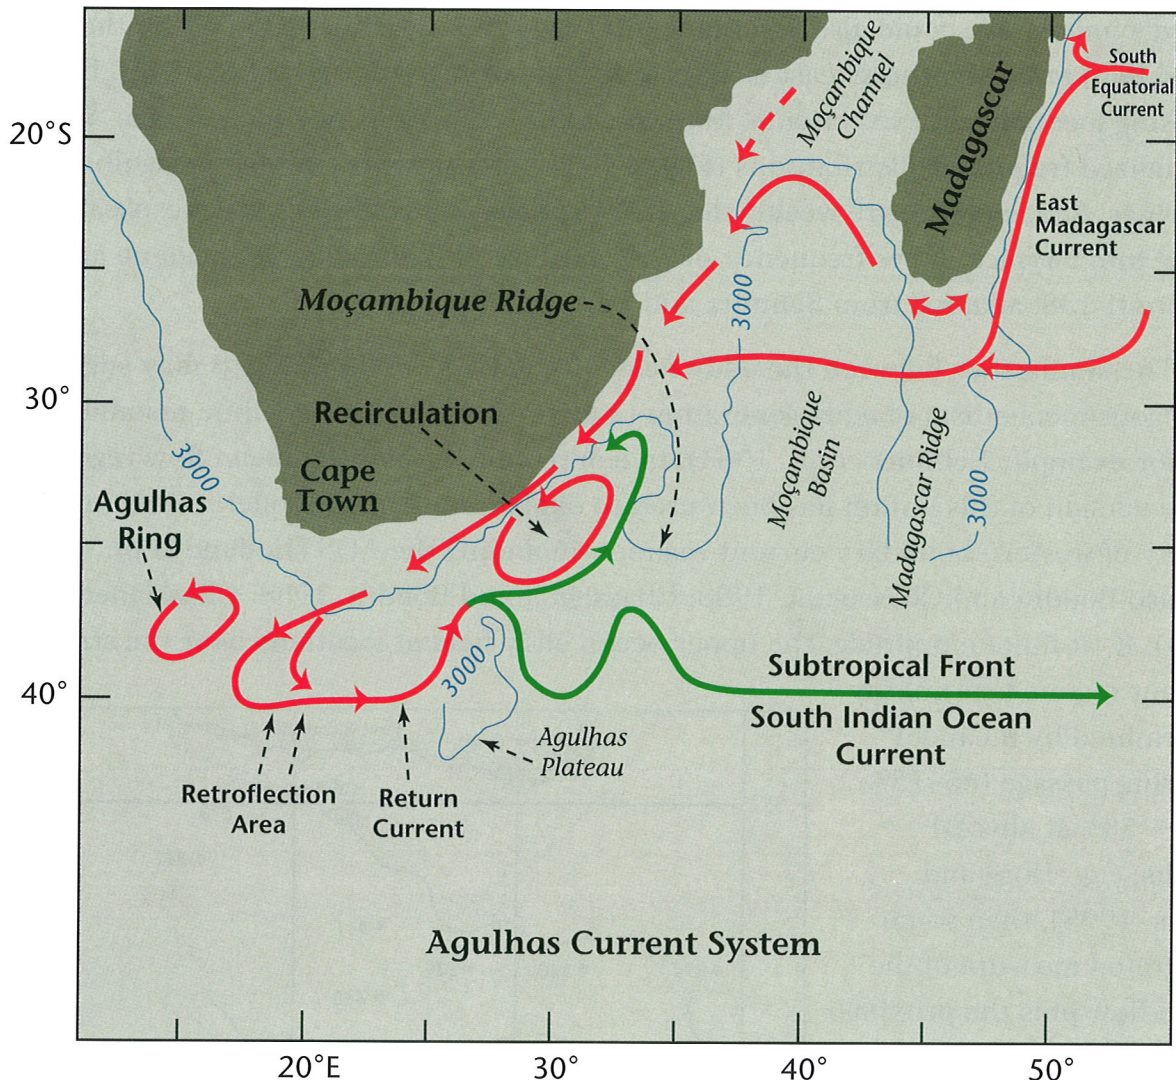 Moçambique
Channel
Madagascar
South
Equatorial
Current
20°S
East
Madagascar
Current
Moçambique Ridge
3000
30°
Recirculation
Cape
Town
3000
Agulhas
Ring
Moçambique
Basin
Madagascar Ridge
3000
3000
40°
Subtropical Front
South Indian Ocean
Current
Agulhas
Plateau
Retroflection
Area
Return
Current
Agulhas Current System
20°E
30°
40°
50°